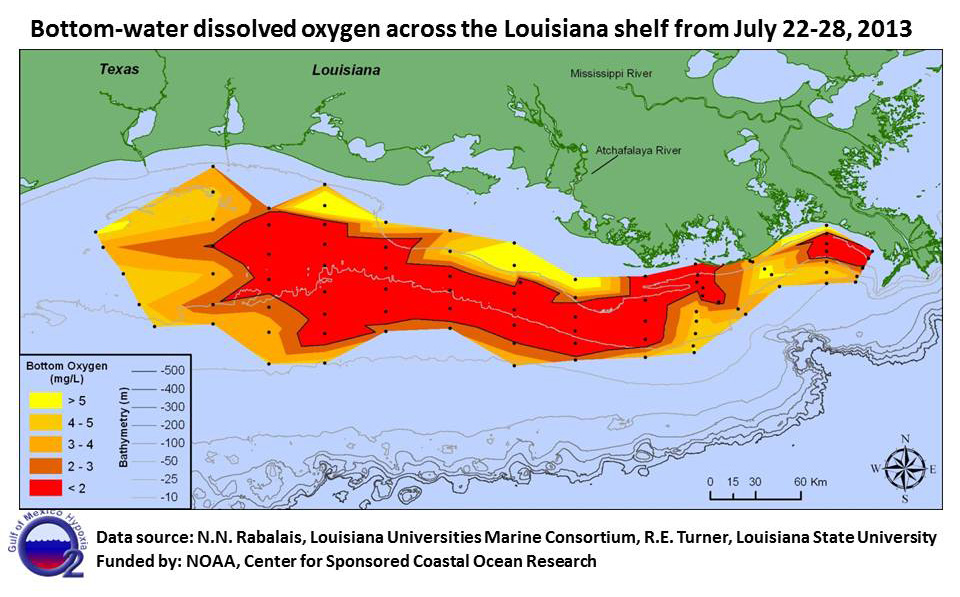 Bottom-water dissolved oxygen across the Louisiana shelf from July 22-28, 2013
Texas
Louisiana
Mississippi River
Atchafalaya River
Bottom Oxygen
(mg/L)
> 5
4 - 5
3 - 4
2 - 3
< 2
Bathymetry (m)
-500
-400
-300
-200
-100
-50
-25
-10
0 15 30 60 Km
N
W E
S
Gulf of Mexico Hypoxia
O2
Data source: N.N. Rabalais, Louisiana Universities Marine Consortium, R.E. Turner, Louisiana State University
Funded by: NOAA, Center for Sponsored Coastal Ocean Research